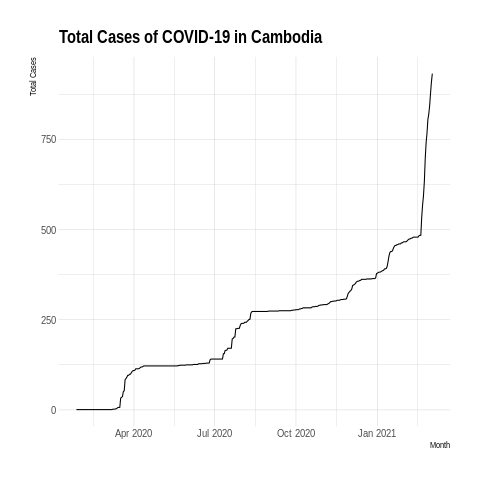 Total Cases of COVID-19 in Cambodia
Total Cases
750
500
250
0
Apr 2020 Jul 2020 Oct 2020 Jan 2021
Month